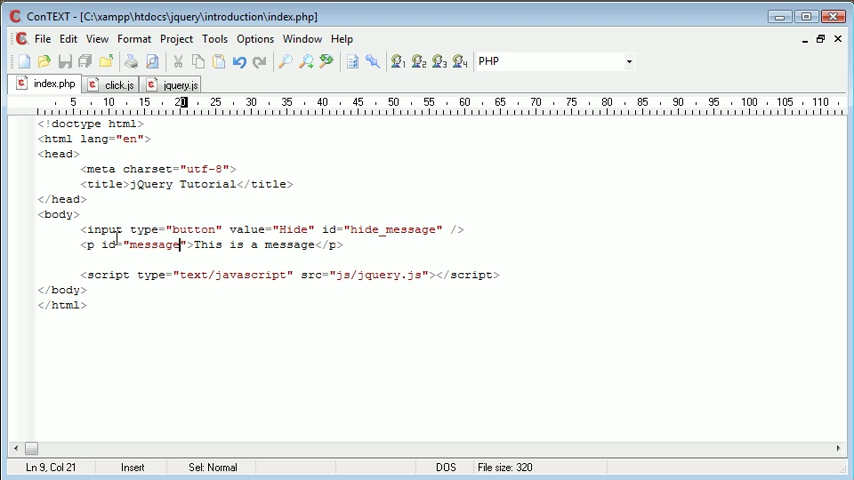 ConTEXT - [C:\xampp\htdocs\jquery\introduction\index.php]
File Edit View Format Project Tools Options Window Help
1 2 3 4 PHP
index.php click.js jquery.js
5 10 15 20 25 30 35 40 45 50 55 60 65 70 75 80 85 90 95 100 110
<!doctype html>
<html lang="en">
<head>
<meta charset="utf-8">
<title>jQuery Tutorial</title>
</head>
<body>
<input type="button" value="Hide" id="hide_message" />
<p id="message">This is a message</p>
<script type="text/javascript" src="js/jquery.js"></script>
</body>
</html>
Ln 9, Col 21 Insert Sel: Normal DOS File size: 320